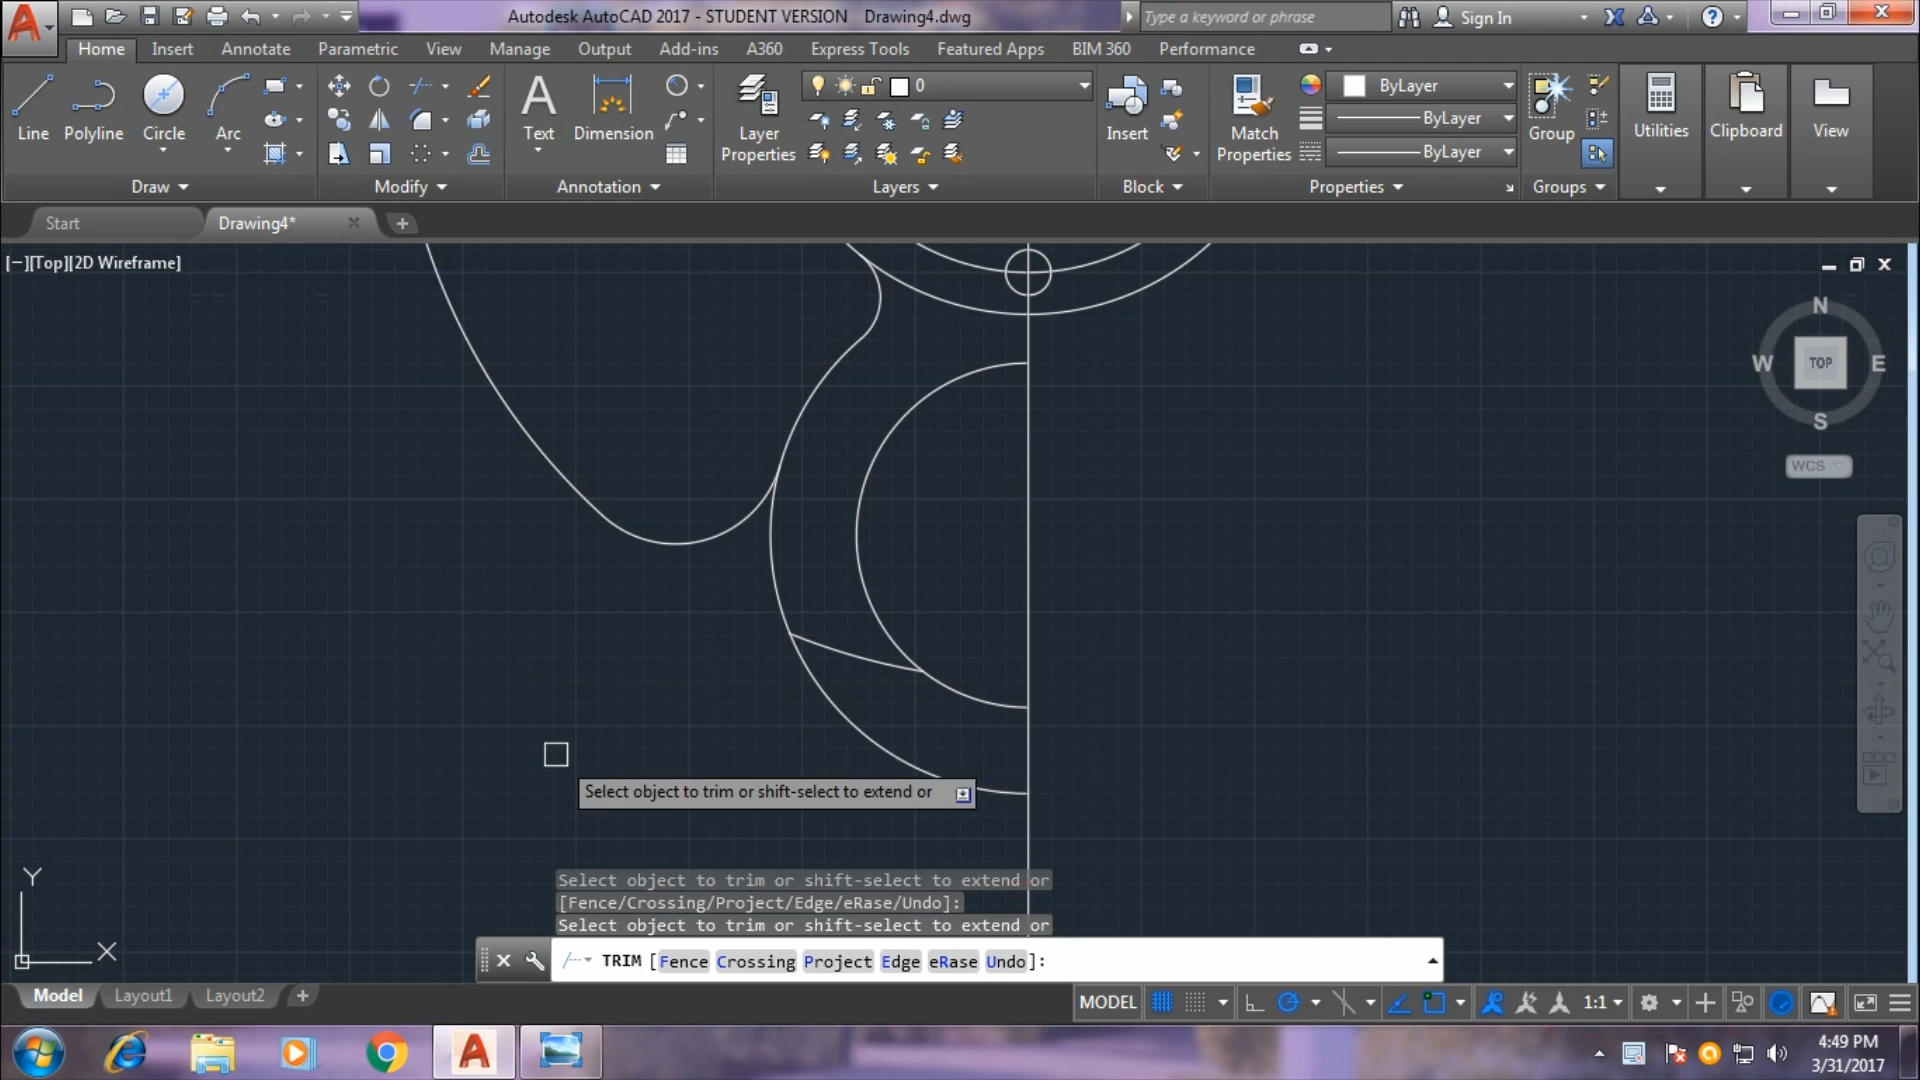 Autodesk AutoCAD 2017 - STUDENT VERSION Drawing4.dwg
Type a keyword or phrase
Sign In
Home Insert Annotate Parametric View Manage Output Add-ins A360 Express Tools Featured Apps BIM 360 Performance
Line Polyline Circle Arc
Draw
Modify
Text Dimension
Annotation
Layer Properties
0
Layers
Insert
Block
Match Properties
ByLayer
ByLayer
ByLayer
Properties
Group
Groups
Utilities
Clipboard
View
Start Drawing4*
[−][Top][2D Wireframe]
N
W TOP E
S
WCS
Select object to trim or shift-select to extend or
Y
X
Select object to trim or shift-select to extend or
[Fence/Crossing/Project/Edge/eRase/Undo]:
Select object to trim or shift-select to extend or
TRIM [Fence Crossing Project Edge eRase Undo]:
Model Layout1 Layout2
MODEL 1:1
4:49 PM
3/31/2017